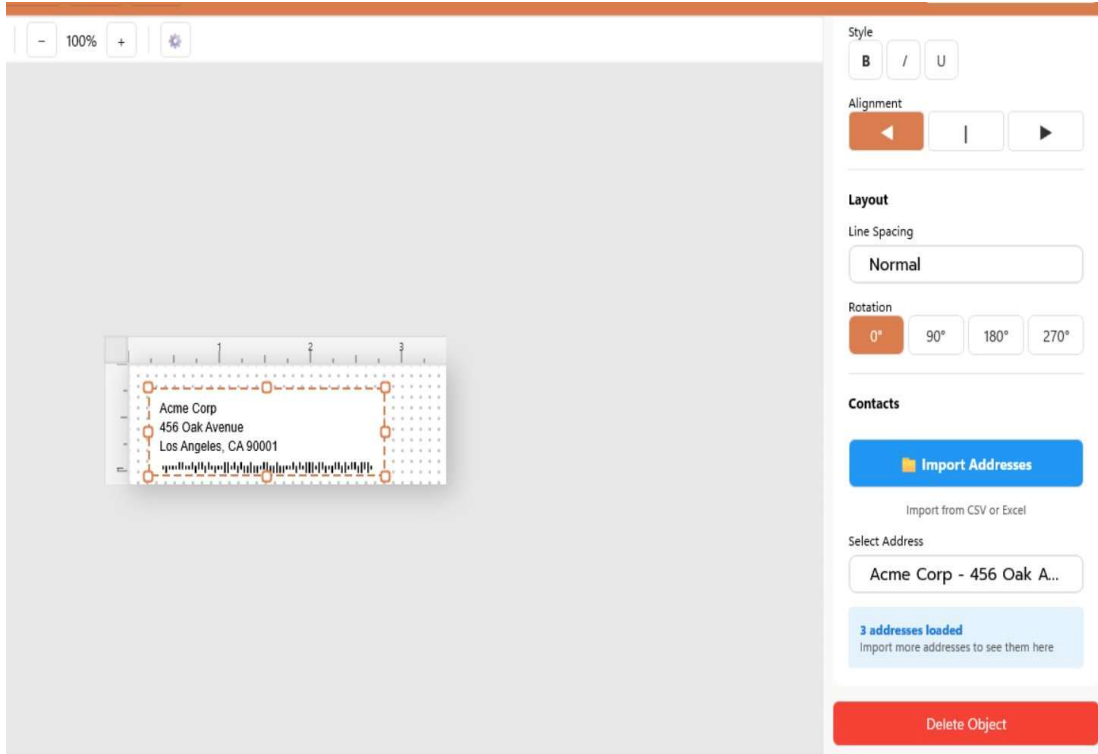 - 100% +
Style
B I U
Alignment
◀ | ▶
Layout
Line Spacing
Normal
Rotation
0° 90° 180° 270°
Contacts
Import Addresses
Import from CSV or Excel
Select Address
Acme Corp - 456 Oak A...
3 addresses loaded
Import more addresses to see them here
Delete Object
1 2 3
1
Acme Corp
456 Oak Avenue
Los Angeles, CA 90001